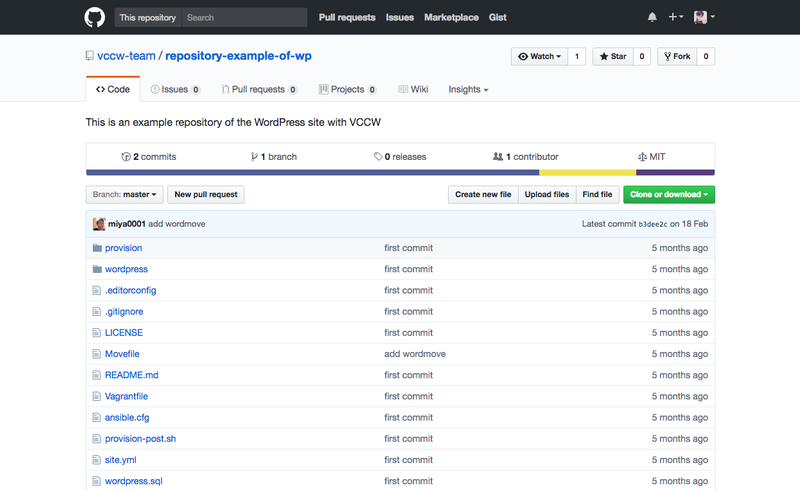 This repository Search Pull requests Issues Marketplace Gist
vccw-team / repository-example-of-wp Watch 1 Star 0 Fork 0
Code Issues 0 Pull requests 0 Projects 0 Wiki Insights
This is an example repository of the WordPress site with VCCW
2 commits 1 branch 0 releases 1 contributor MIT
Branch: master New pull request Create new file Upload files Find file Clone or download
miya0001 add wordmove Latest commit b3dee2c on 18 Feb
provision first commit 5 months ago
wordpress first commit 5 months ago
.editorconfig first commit 5 months ago
.gitignore first commit 5 months ago
LICENSE first commit 5 months ago
Movefile add wordmove 5 months ago
README.md first commit 5 months ago
Vagrantfile first commit 5 months ago
ansible.cfg first commit 5 months ago
provision-post.sh first commit 5 months ago
site.yml first commit 5 months ago
wordpress.sql first commit 5 months ago